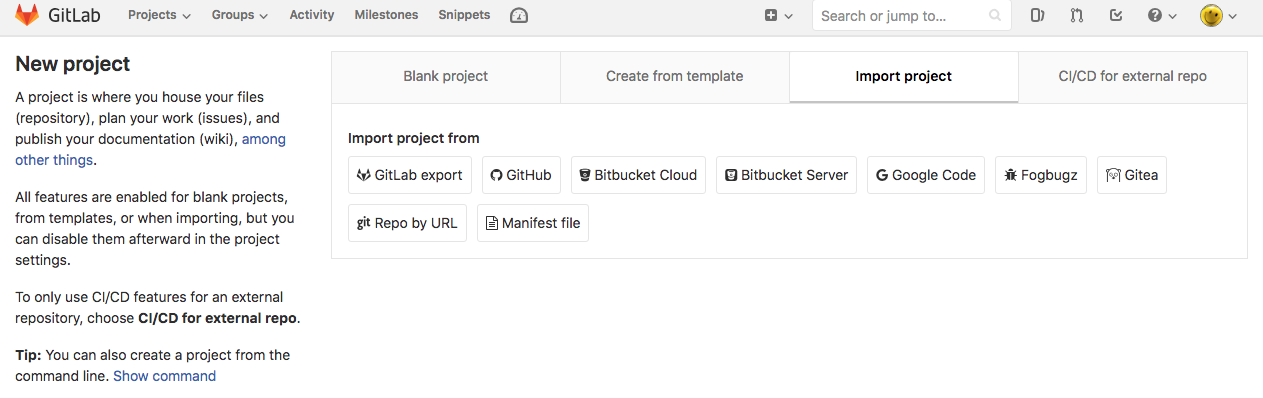 GitLab Projects Groups Activity Milestones Snippets Search or jump to...
New project
A project is where you house your files
(repository), plan your work (issues), and
publish your documentation (wiki), among
other things.
All features are enabled for blank projects,
from templates, or when importing, but you
can disable them afterward in the project
settings.
To only use CI/CD features for an external
repository, choose CI/CD for external repo.
Tip: You can also create a project from the
command line. Show command
Blank project Create from template Import project CI/CD for external repo
Import project from
GitLab export GitHub Bitbucket Cloud Bitbucket Server G Google Code Fogbugz Gitea
git Repo by URL Manifest file